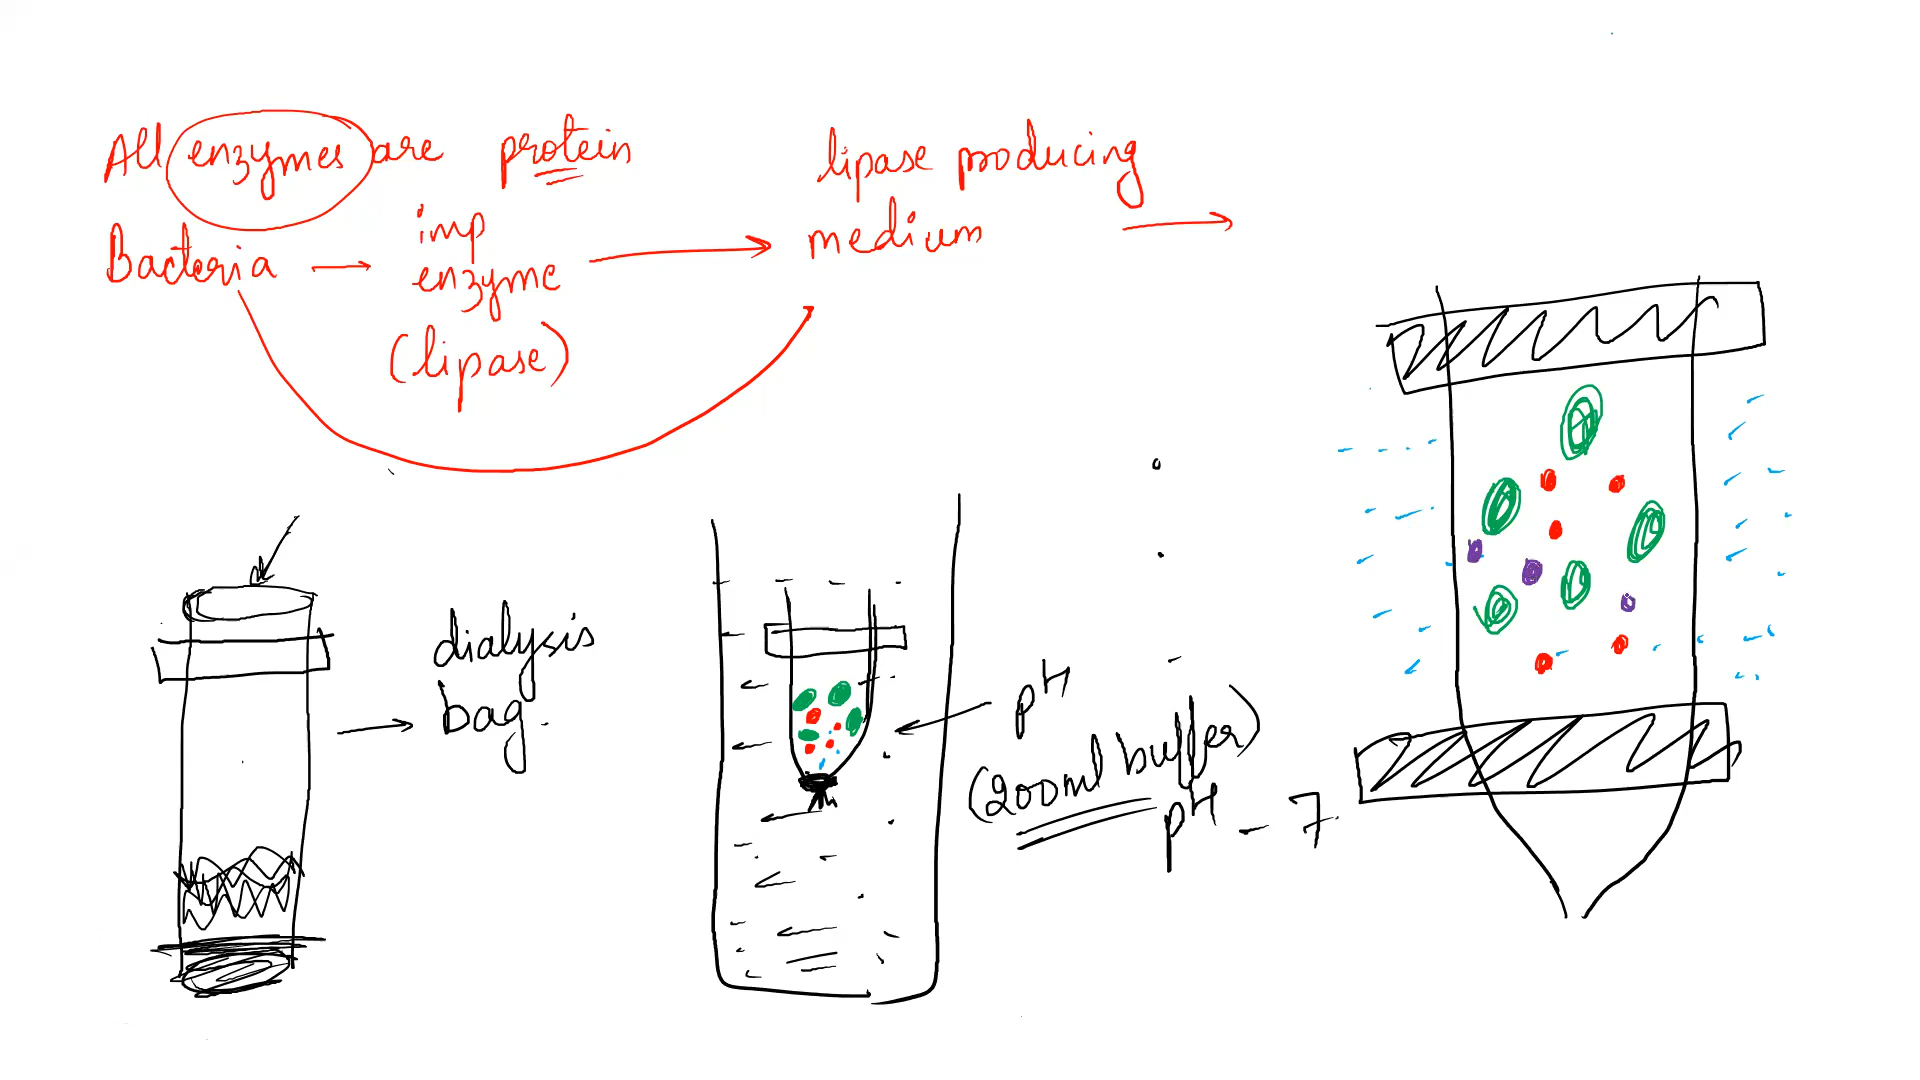 All enzymes are protein
Bacteria → imp enzyme (lipase) → lipase producing medium →
dialysis
bag.
pH
(200ml buffer)
pH - 7.